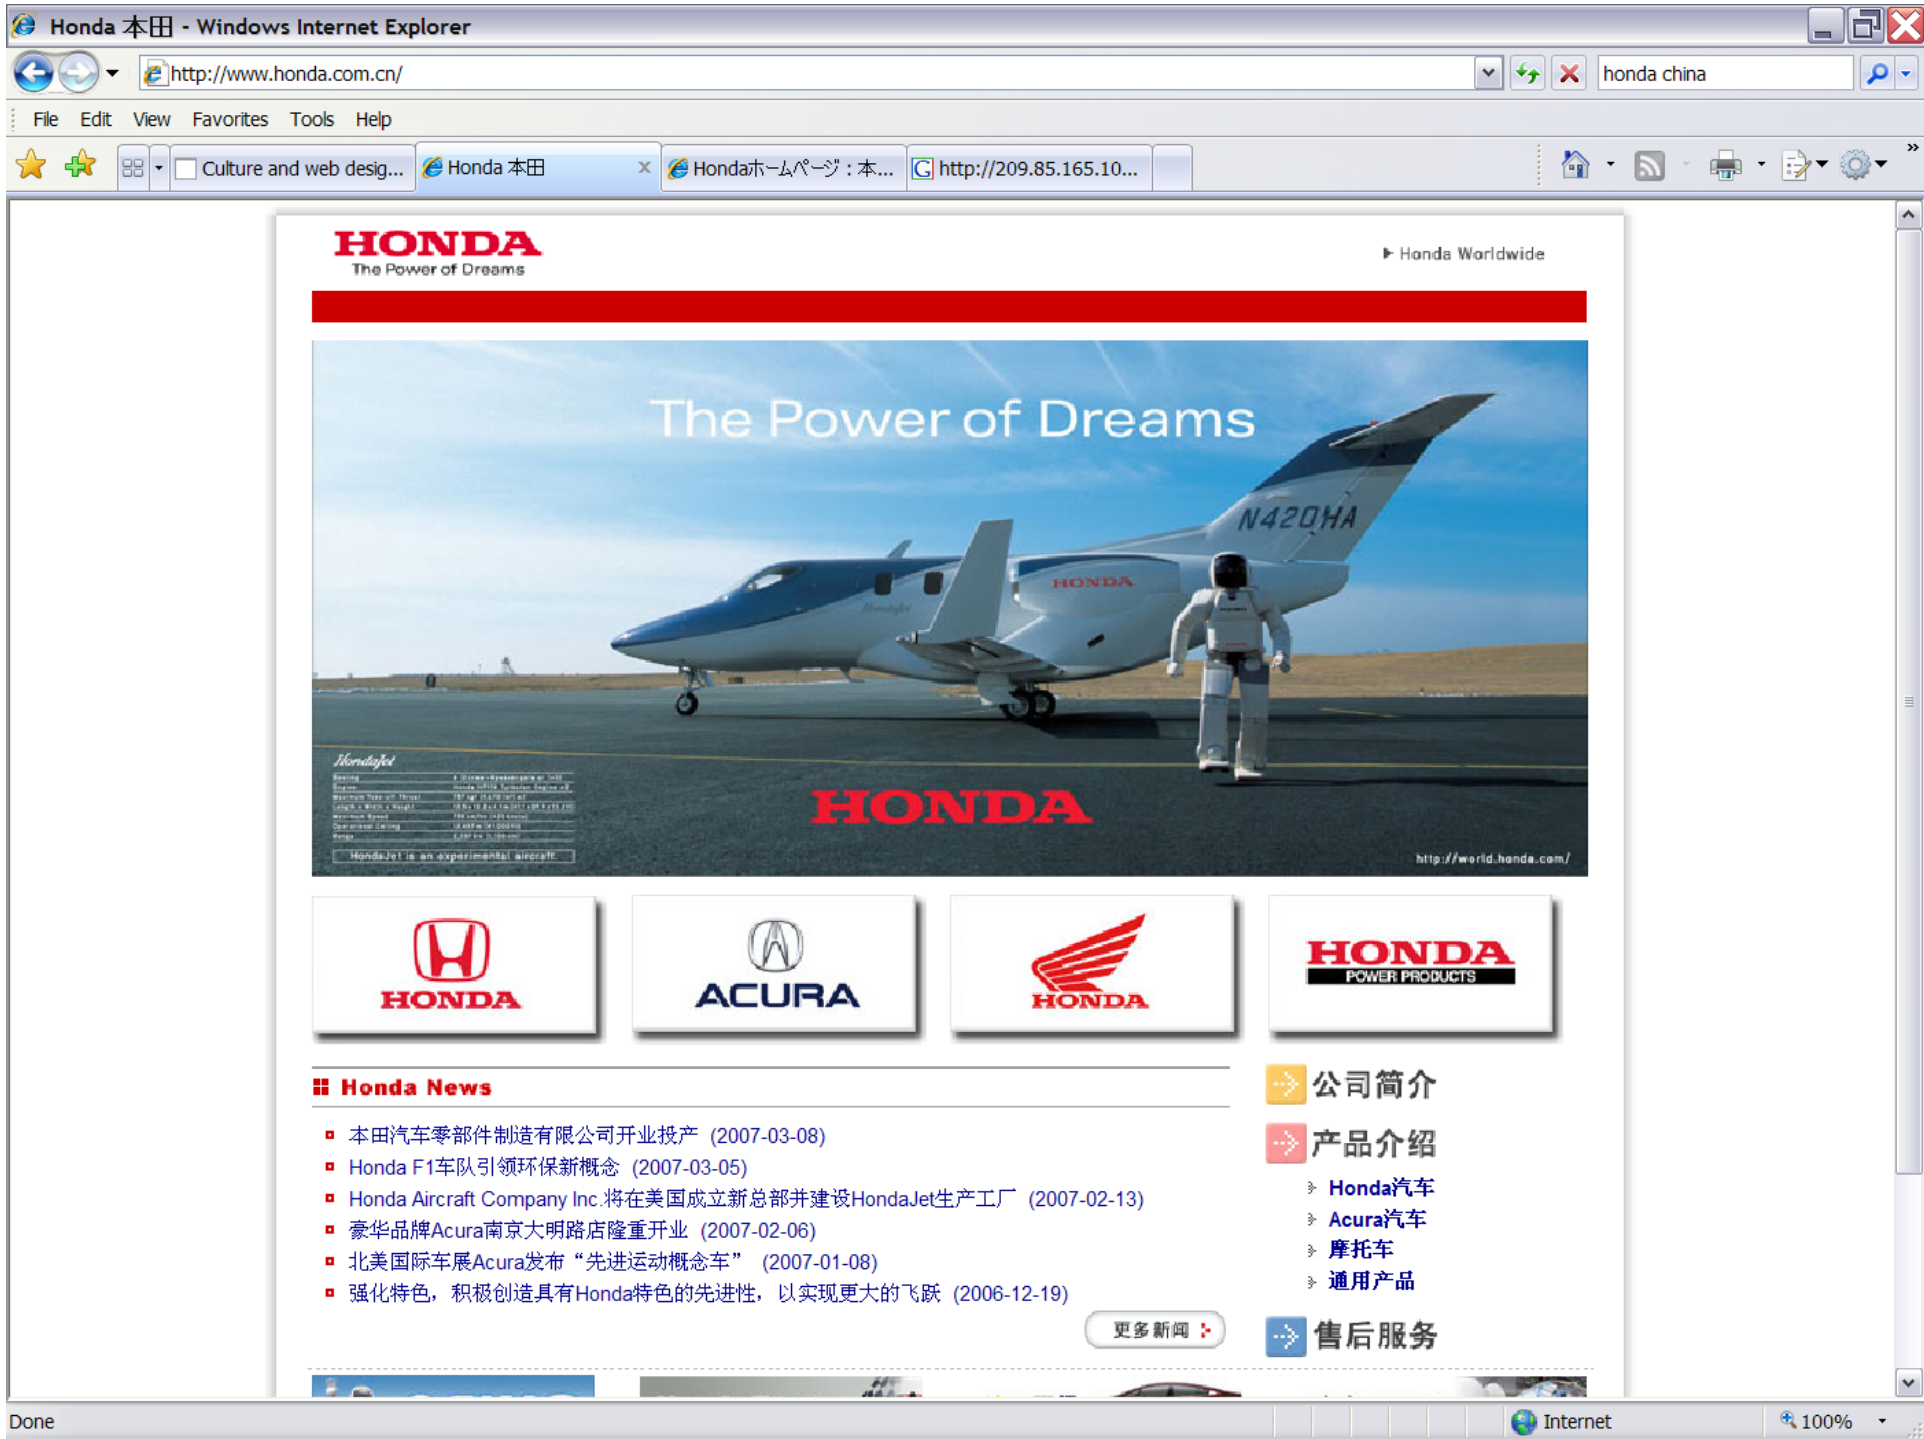 Honda 本田 - Windows Internet Explorer
http://www.honda.com.cn/
honda china
File Edit View Favorites Tools Help
Culture and web desig...
Honda 本田
Hondaホームページ：本...
http://209.85.165.10...
HONDA
The Power of Dreams
Honda Worldwide
The Power of Dreams
N420HA
HONDA
HondaJet
HondaJet
HondaJet is an experimental aircraft.
HONDA
http://world.honda.com/
HONDA
ACURA
HONDA
HONDA
POWER PRODUCTS
Honda News
本田汽车零部件制造有限公司开业投产 (2007-03-08)
Honda F1车队引领环保新概念 (2007-03-05)
Honda Aircraft Company Inc.将在美国成立新总部并建设HondaJet生产工厂 (2007-02-13)
豪华品牌Acura南京大明路店隆重开业 (2007-02-06)
北美国际车展Acura发布“先进运动概念车” (2007-01-08)
强化特色，积极创造具有Honda特色的先进性，以实现更大的飞跃 (2006-12-19)
更多新闻
公司简介
产品介绍
Honda汽车
Acura汽车
摩托车
通用产品
售后服务
Done
Internet
100%